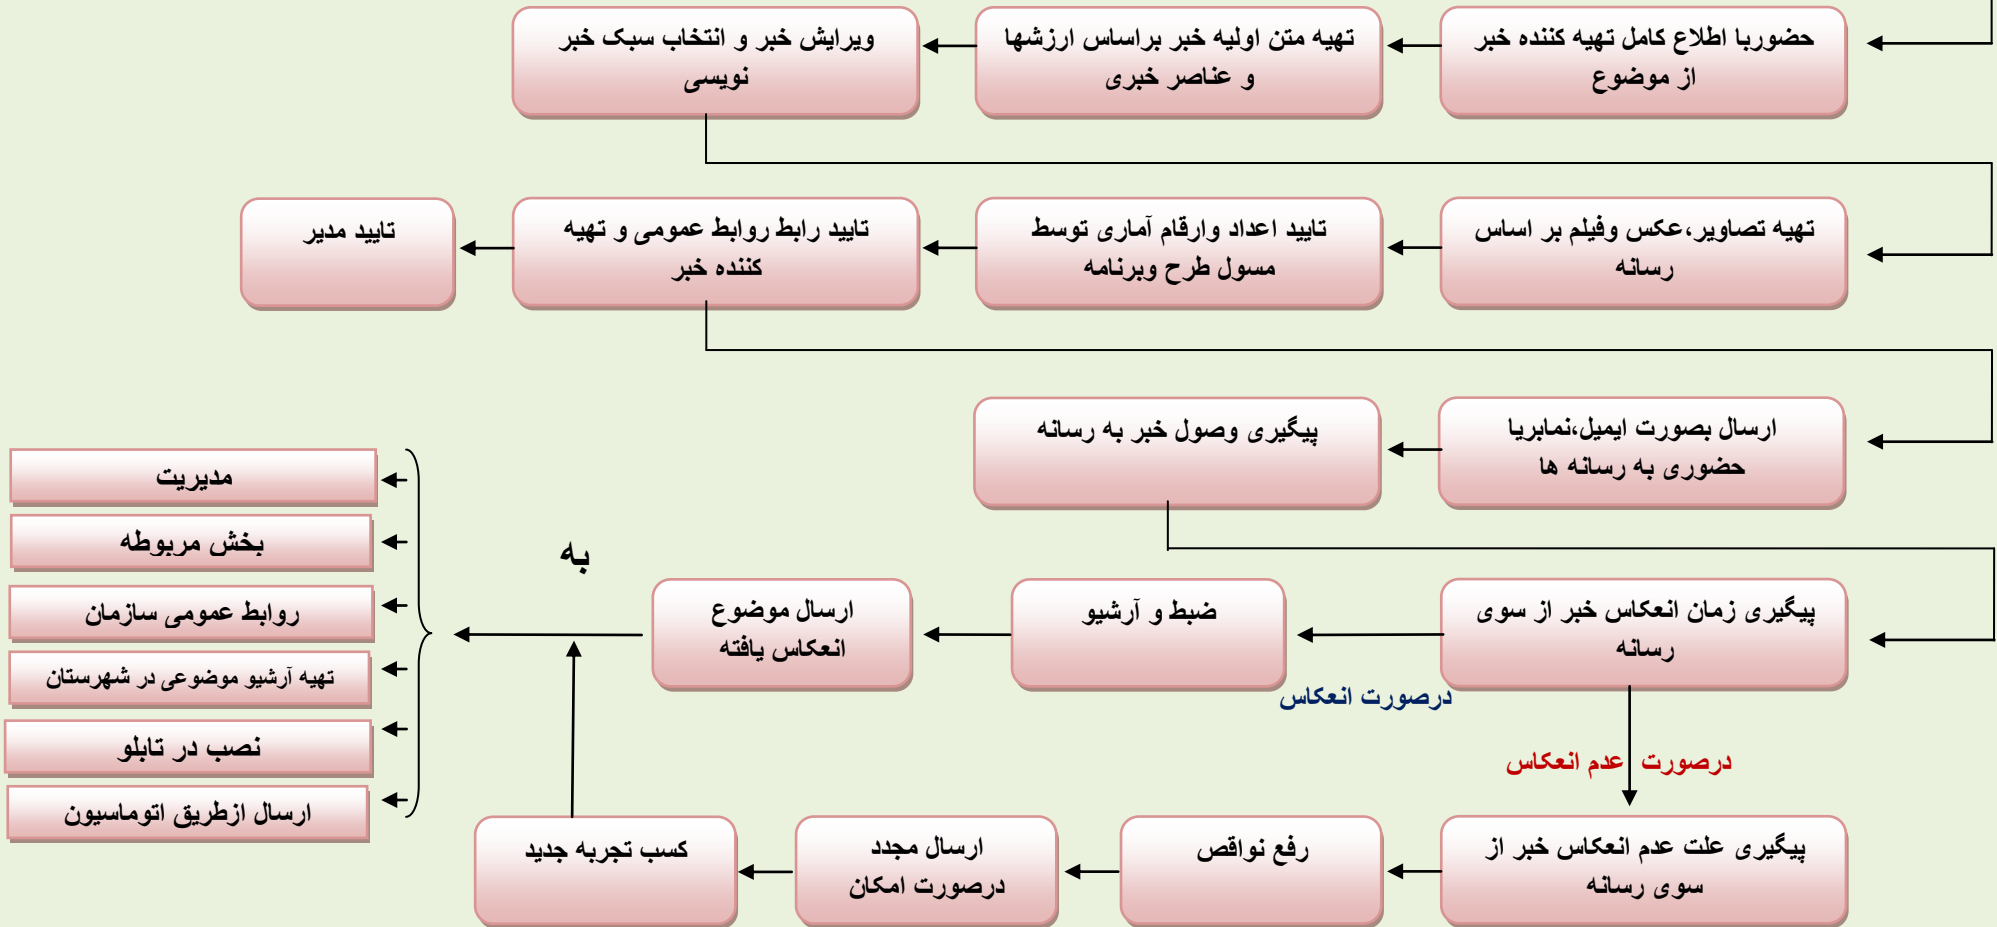 حضوربا اطلاع کامل تهیه کننده خبر
از موضوع
تهیه متن اولیه خبر براساس ارزشها
و عناصر خبری
ویرایش خبر و انتخاب سبک خبر
نویسی
تهیه تصاویر،عکس وفیلم بر اساس
رسانه
تایید اعداد وارقام آماری توسط
مسول طرح وبرنامه
تایید رابط روابط عمومی و تهیه
کننده خبر
تایید مدیر
ارسال بصورت ایمیل،نمابریا
حضوری به رسانه ها
پیگیری وصول خبر به رسانه
پیگیری زمان انعکاس خبر از سوی
رسانه
درصورت انعکاس
ضبط و آرشیو
ارسال موضوع
انعکاس یافته
به
مدیریت
بخش مربوطه
روابط عمومی سازمان
تهیه آرشیو موضوعی در شهرستان
نصب در تابلو
ارسال ازطریق اتوماسیون
درصورت عدم انعکاس
پیگیری علت عدم انعکاس خبر از
سوی رسانه
رفع نواقص
ارسال مجدد
درصورت امکان
کسب تجربه جدید